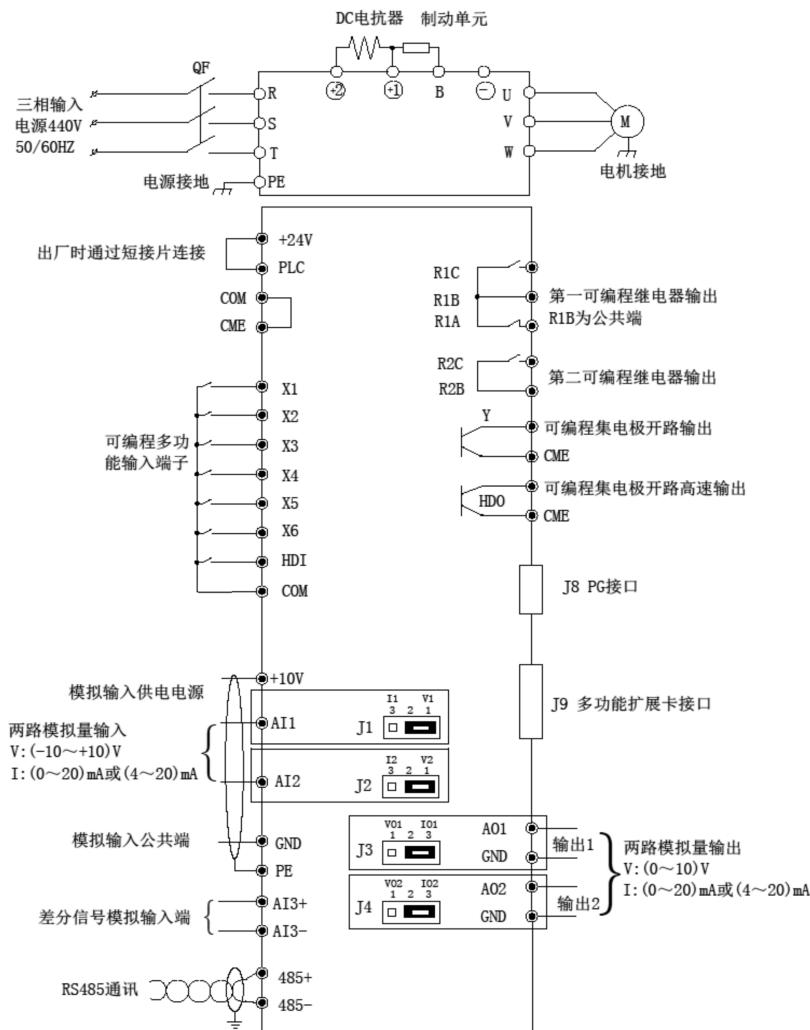 DC电抗器 制动单元
QF
三相输入
电源440V
50/60HZ
R
S
T
电源接地
PE
+2
+1
B
-
U
V
W
M
电机接地
出厂时通过短接片连接
+24V
PLC
COM
CME
R1C
R1B
R1A
第一可编程继电器输出
R1B为公共端
R2C
R2B
第二可编程继电器输出
可编程多功
能输入端子
X1
X2
X3
X4
X5
X6
HDI
COM
Y
可编程集电极开路输出
CME
HDO
可编程集电极开路高速输出
CME
J8 PG接口
J9 多功能扩展卡接口
模拟输入供电电源
+10V
两路模拟量输入
V:(-10～+10)V
I:(0～20)mA或(4～20)mA
AI1
J1
I1 V1
3 2 1
AI2
J2
I2 V2
3 2 1
模拟输入公共端
GND
PE
差分信号模拟输入端
AI3+
AI3-
RS485通讯
485+
485-
J3
VO1 IO1
1 2 3
AO1
GND
输出1
J4
VO2 IO2
1 2 3
AO2
GND
输出2
两路模拟量输出
V:(0～10)V
I:(0～20)mA或(4～20)mA